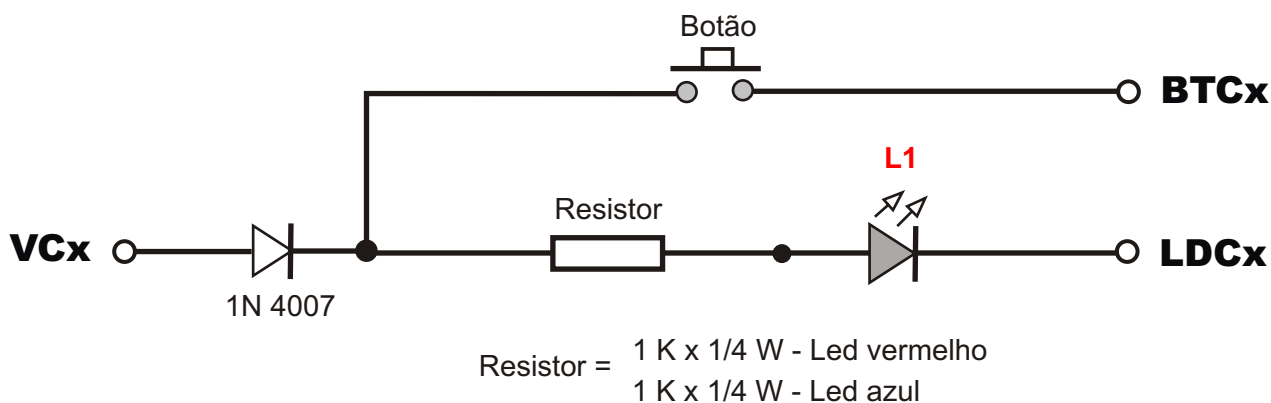 Botão
BTCx
L1
Resistor
VCx
LDCx
1N 4007
Resistor = 1 K x 1/4 W - Led vermelho
1 K x 1/4 W - Led azul